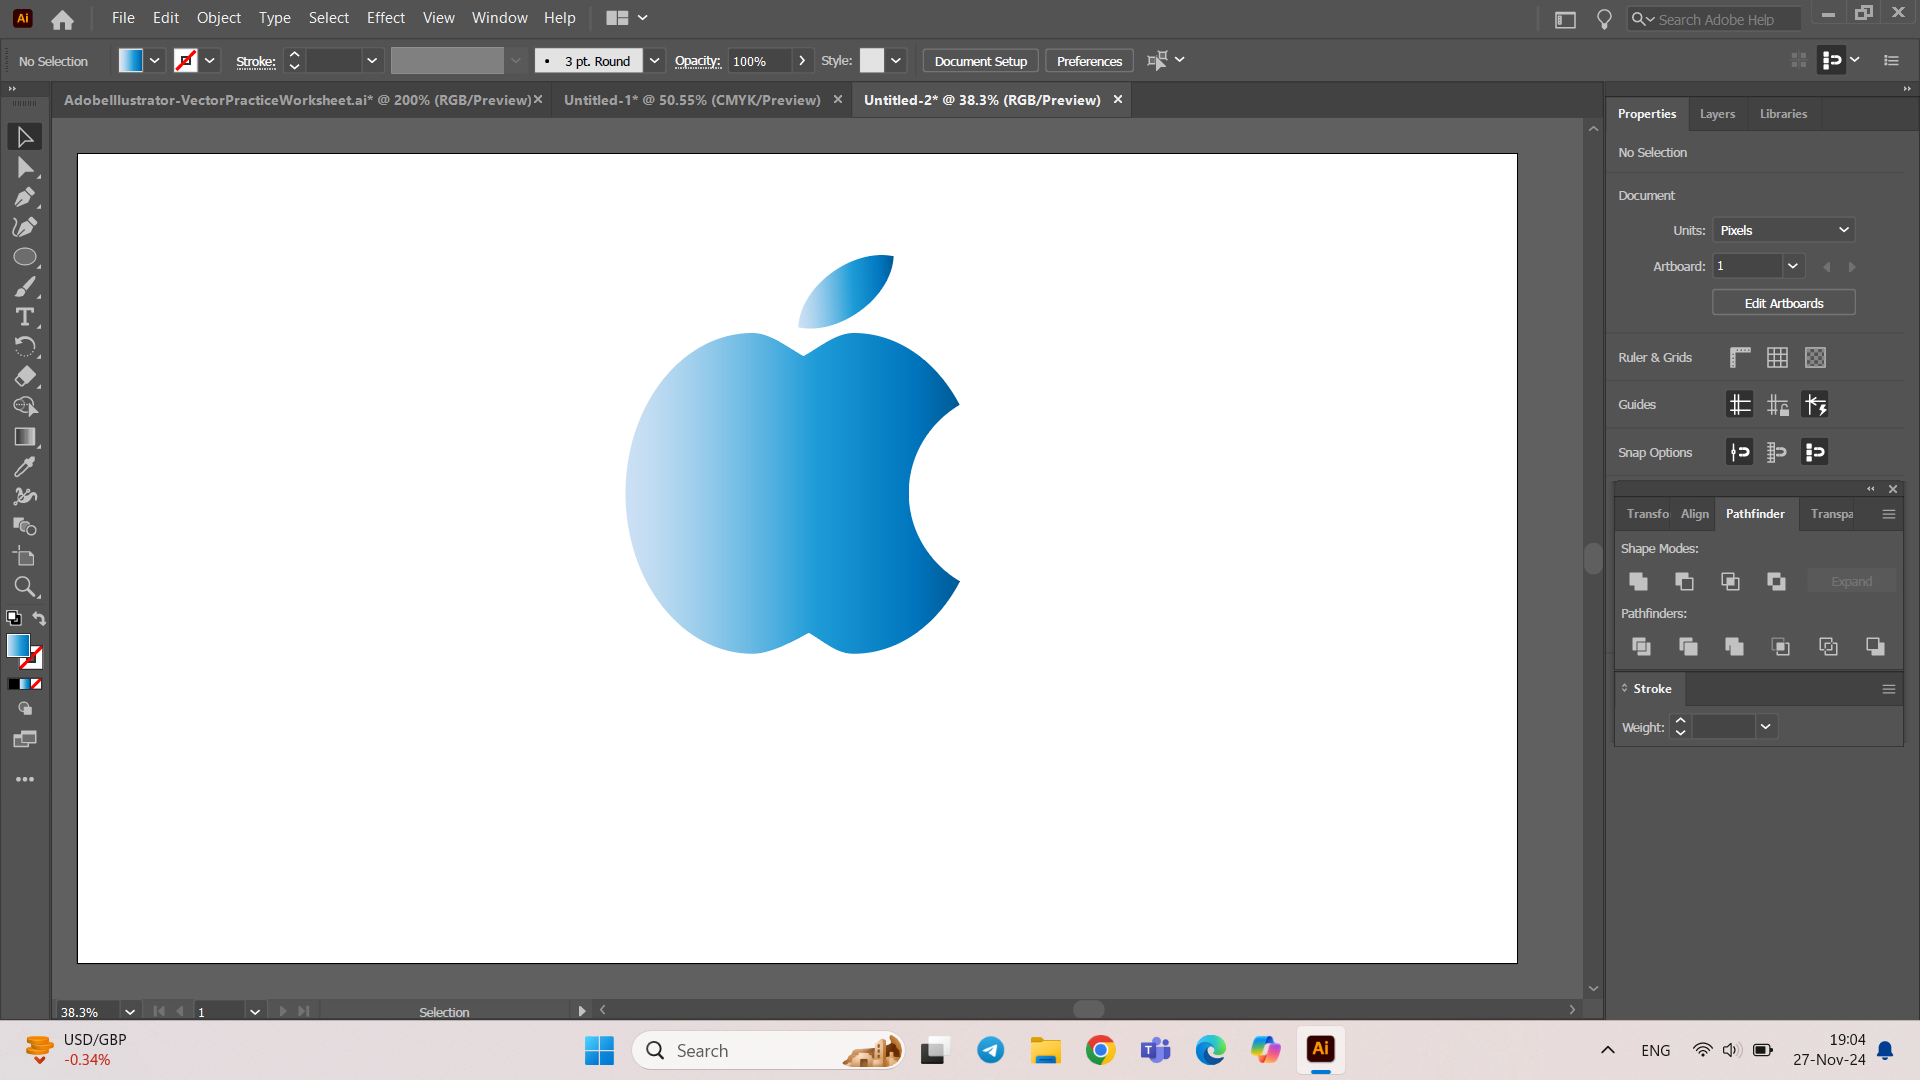 Ai File Edit Object Type Select Effect View Window Help Search Adobe Help
No Selection Stroke: 3 pt. Round Opacity: 100% Style: Document Setup Preferences
AdobeIllustrator-VectorPracticeWorksheet.ai* @ 200% (RGB/Preview) Untitled-1* @ 50.55% (CMYK/Preview) Untitled-2* @ 38.3% (RGB/Preview)
Properties Layers Libraries
No Selection
Document
Units: Pixels
Artboard: 1
Edit Artboards
Ruler & Grids
Guides
Snap Options
Transfo Align Pathfinder Transpa
Shape Modes:
Expand
Pathfinders:
Stroke
Weight:
T
38.3% 1 Selection
USD/GBP
-0.34%
Search
Ai
ENG
19:04
27-Nov-24